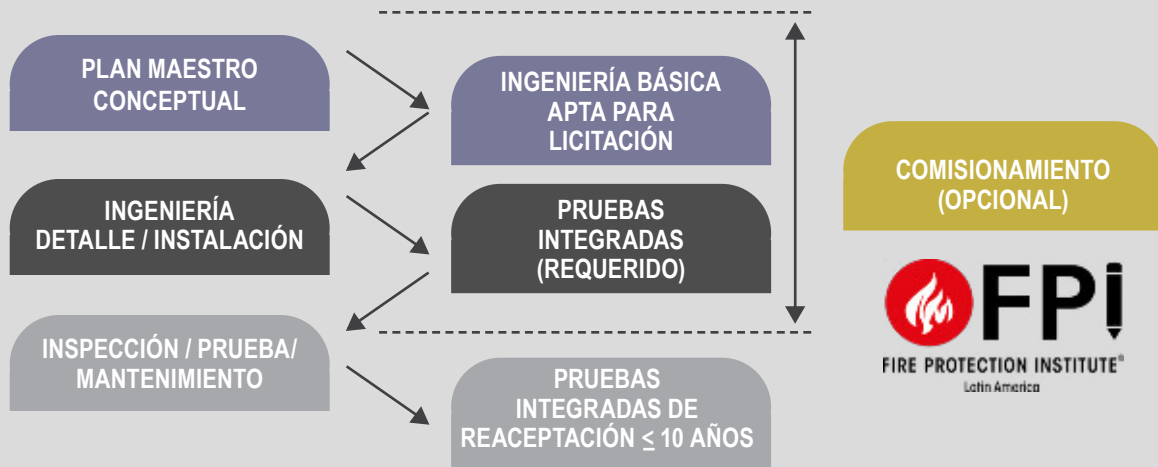 PLAN MAESTRO
CONCEPTUAL
INGENIERÍA BÁSICA
APTA PARA
LICITACIÓN
INGENIERÍA
DETALLE / INSTALACIÓN
PRUEBAS
INTEGRADAS
(REQUERIDO)
INSPECCIÓN / PRUEBA/
MANTENIMIENTO
PRUEBAS
INTEGRADAS DE
REACEPTACIÓN ≤ 10 AÑOS
COMISIONAMIENTO
(OPCIONAL)
FPi
FIRE PROTECTION INSTITUTE®
Latin America